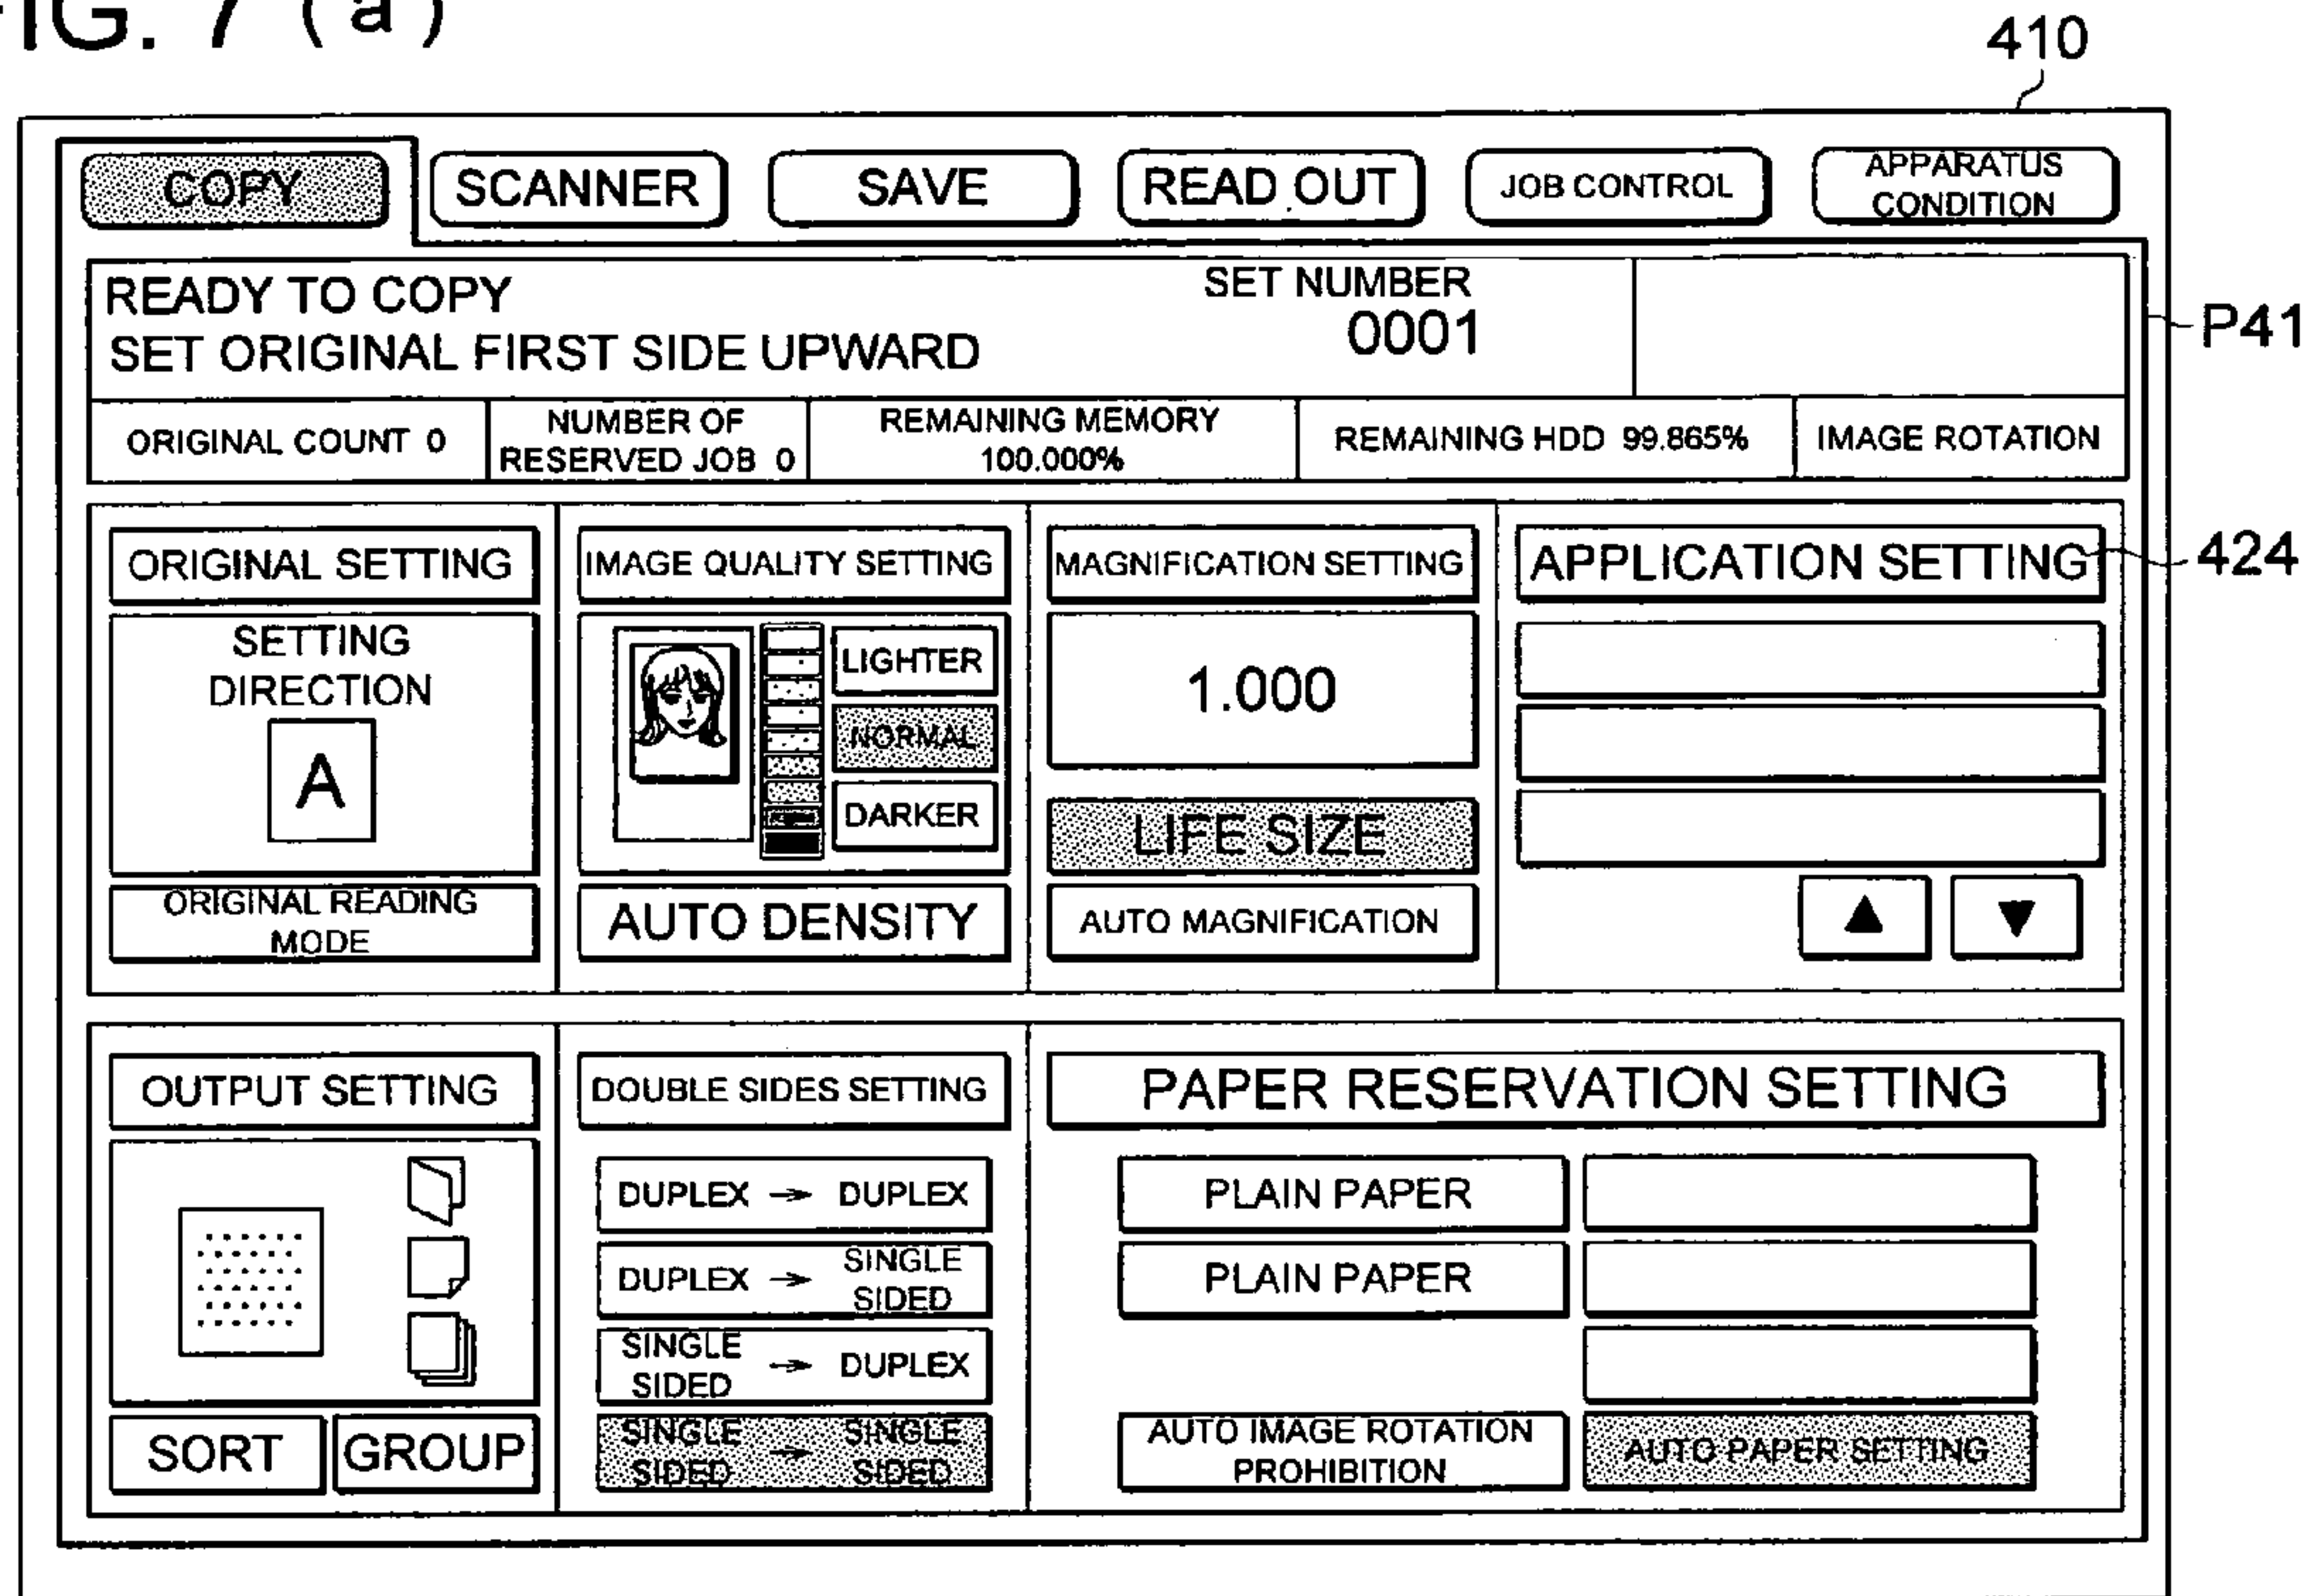 IG. 7 (a)
410
COPY SCANNER SAVE READ OUT JOB CONTROL APPARATUS CONDITION
READY TO COPY
SET ORIGINAL FIRST SIDE UPWARD
SET NUMBER
0001
P41
ORIGINAL COUNT 0
NUMBER OF
RESERVED JOB 0
REMAINING MEMORY
100.000%
REMAINING HDD 99.865%
IMAGE ROTATION
ORIGINAL SETTING
SETTING
DIRECTION
A
ORIGINAL READING
MODE
IMAGE QUALITY SETTING
LIGHTER
NORMAL
DARKER
AUTO DENSITY
MAGNIFICATION SETTING
1.000
LIFE SIZE
AUTO MAGNIFICATION
APPLICATION SETTING
424
▲ ▼
OUTPUT SETTING
SORT GROUP
DOUBLE SIDES SETTING
DUPLEX → DUPLEX
DUPLEX → SINGLE SIDED
SINGLE SIDED → DUPLEX
SINGLE SIDED → SINGLE SIDED
PAPER RESERVATION SETTING
PLAIN PAPER
PLAIN PAPER
AUTO IMAGE ROTATION
PROHIBITION
AUTO PAPER SETTING